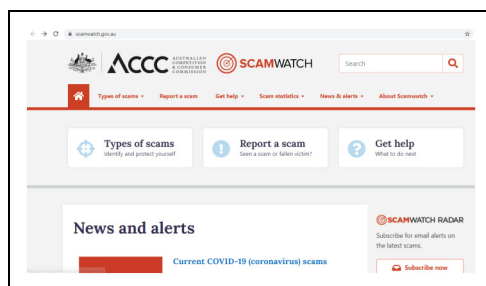 scamwatch.gov.au
ACCC AUSTRALIAN
COMPETITION
& CONSUMER
COMMISSION
SCAMWATCH
Search
Types of scams
Report a scam
Get help
Scam statistics
News & alerts
About Scamwatch
Types of scams
Identify and protect yourself
Report a scam
Seen a scam or fallen victim?
Get help
What to do next
News and alerts
Current COVID-19 (coronavirus) scams
SCAMWATCH RADAR
Subscribe for email alerts on
the latest scams.
Subscribe now